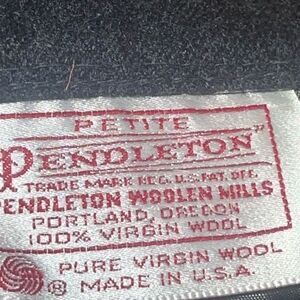 PETITE
PENDLETON"
TRADE MARK REG. U.S. PAT. OFF.
PENDLETON WOOLEN MILLS
PORTLAND, OREGON
100% VIRGIN WOOL
PURE VIRGIN WOOL
® MADE IN U.S.A.